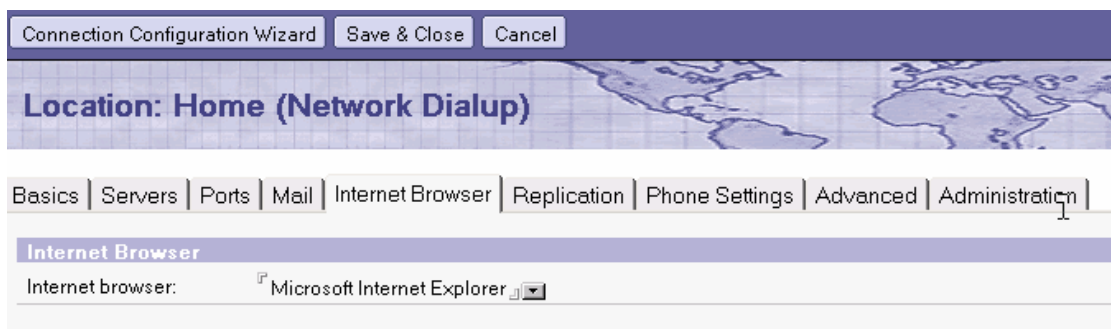 Connection Configuration Wizard Save & Close Cancel
Location: Home (Network Dialup)
Basics Servers Ports Mail Internet Browser Replication Phone Settings Advanced Administration
Internet Browser
Internet browser: Microsoft Internet Explorer